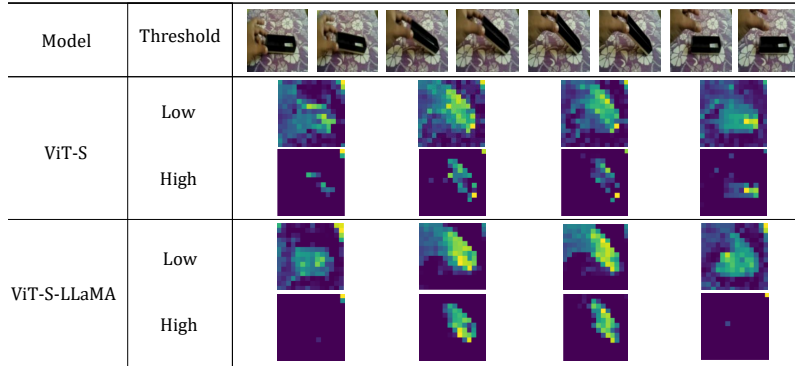 Model Threshold
ViT-S
Low
High
ViT-S-LLaMA
Low
High